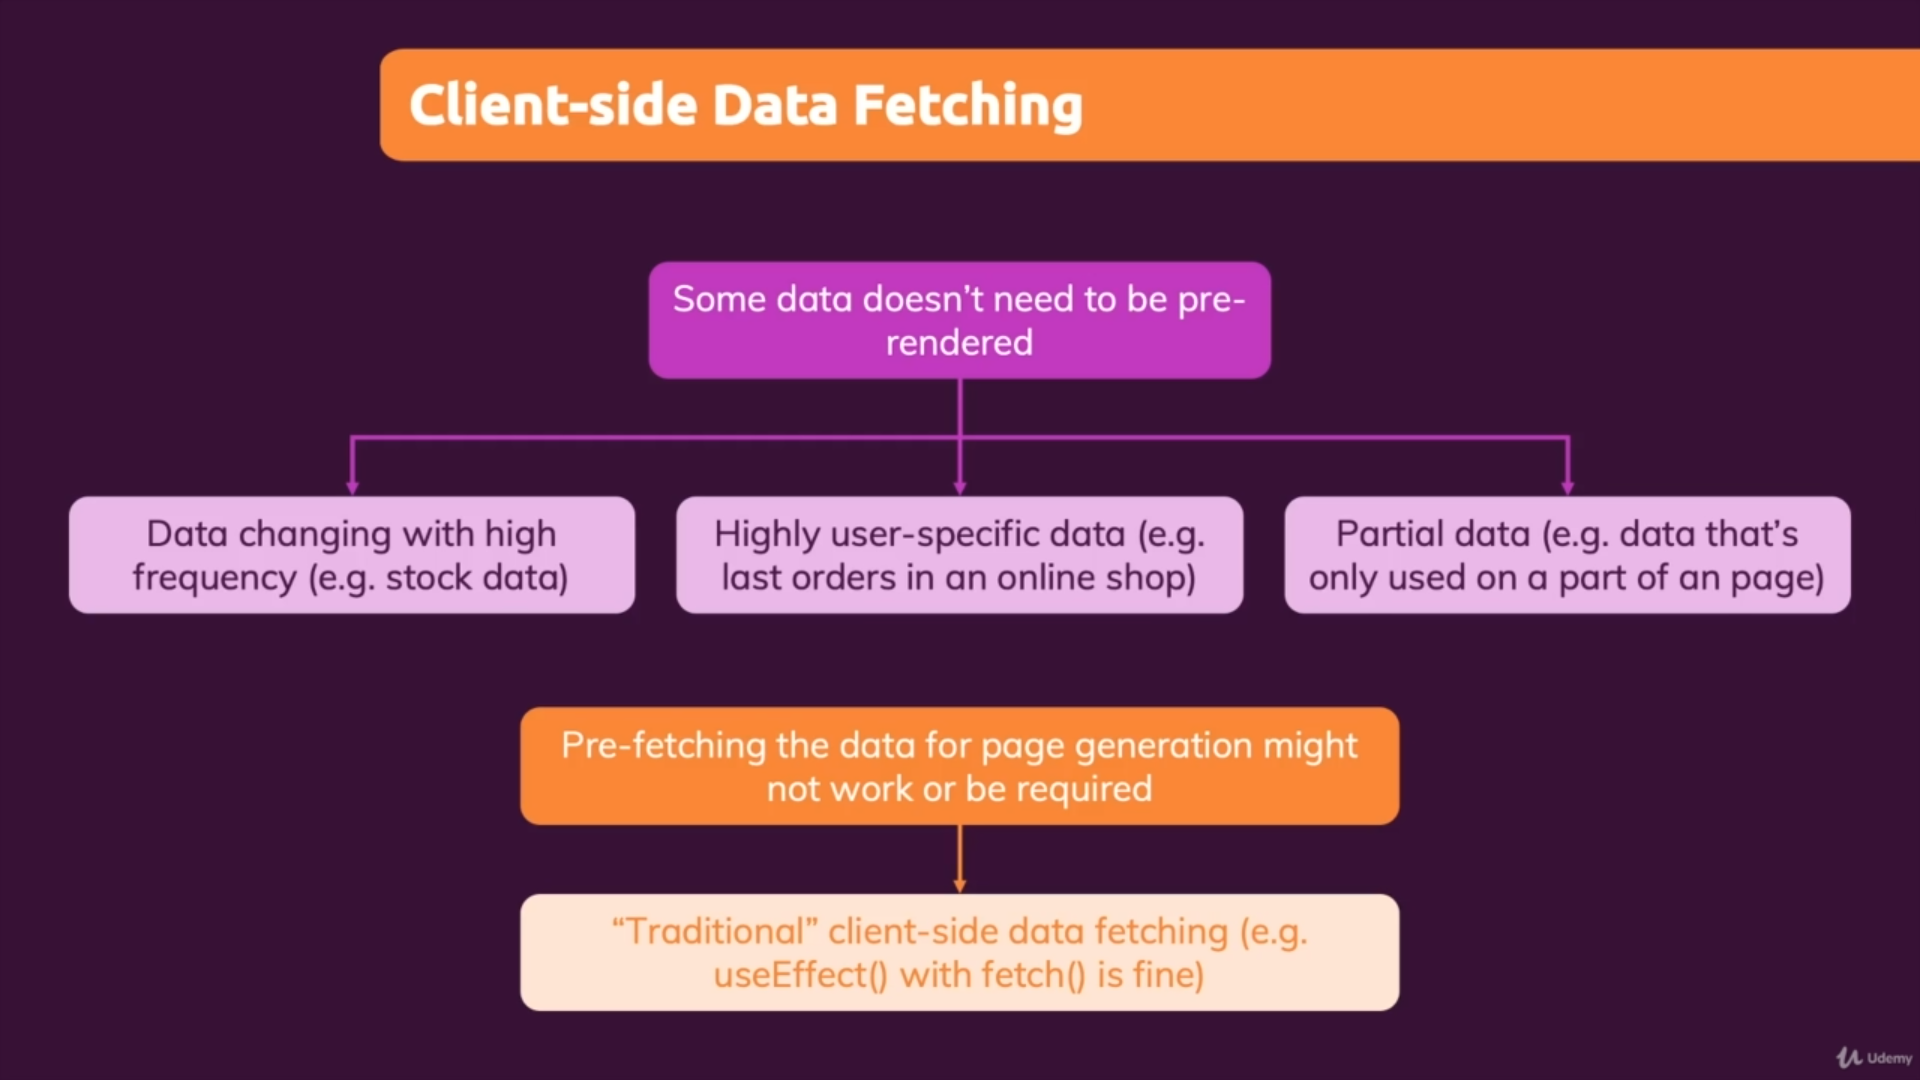 Client-side Data Fetching
Some data doesn’t need to be pre-
rendered
Data changing with high
frequency (e.g. stock data)
Highly user-specific data (e.g.
last orders in an online shop)
Partial data (e.g. data that’s
only used on a part of an page)
Pre-fetching the data for page generation might
not work or be required
“Traditional” client-side data fetching (e.g.
useEffect() with fetch() is fine)
Udemy